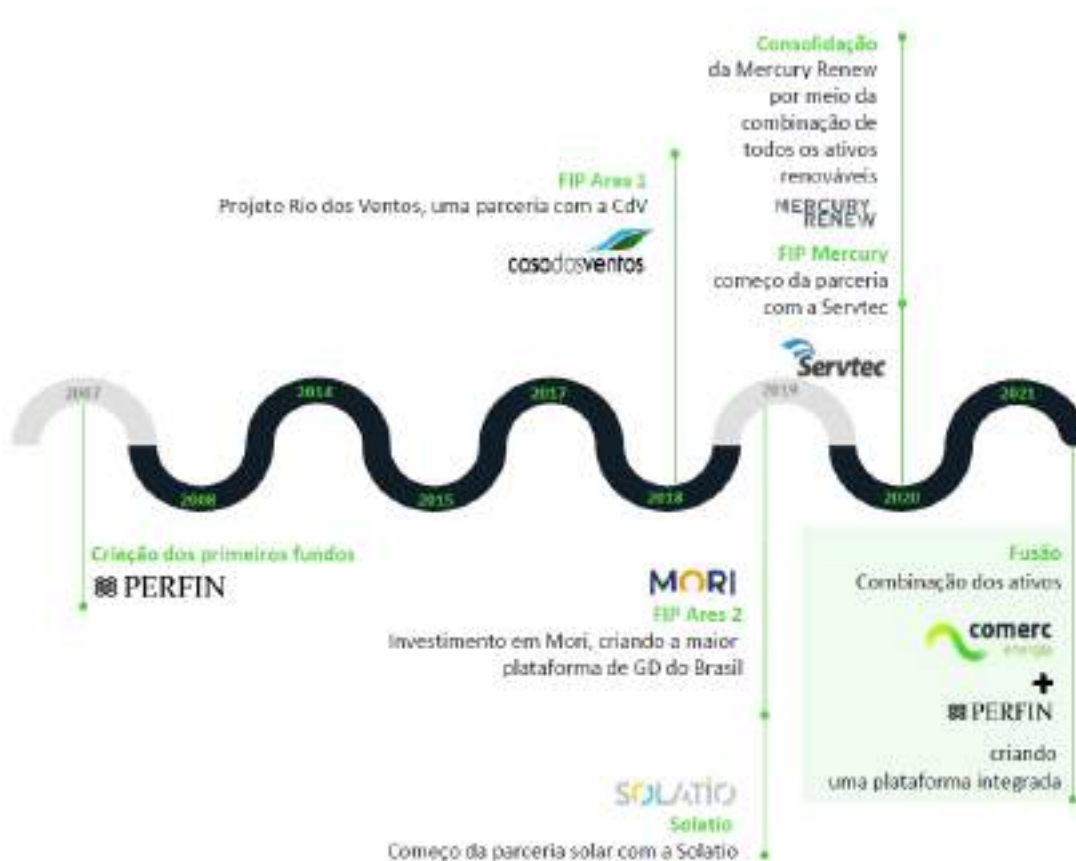 Consolidação
da Mercury Renew
por meio da
combinação de
todos os ativos
renováveis
MERCURY
RENEW
FIP Ares 1
Projeto Rio dos Ventos, uma parceria com a CdV
casadosventos
FIP Mercury
começo da parceria
com a Servtec
Servtec
2007
2014
2017
2019
2021
2008
2015
2018
2020
Criação dos primeiros fundos
PERFIN
MORI
FIP Ares 2
Investimento em Mori, criando a maior
plataforma de GD do Brasil
Fusão
Combinação dos ativos
comerc
energia
+
PERFIN
criando
uma plataforma integrada
SOLATIO
Solatio
Começo da parceria solar com a Solatio